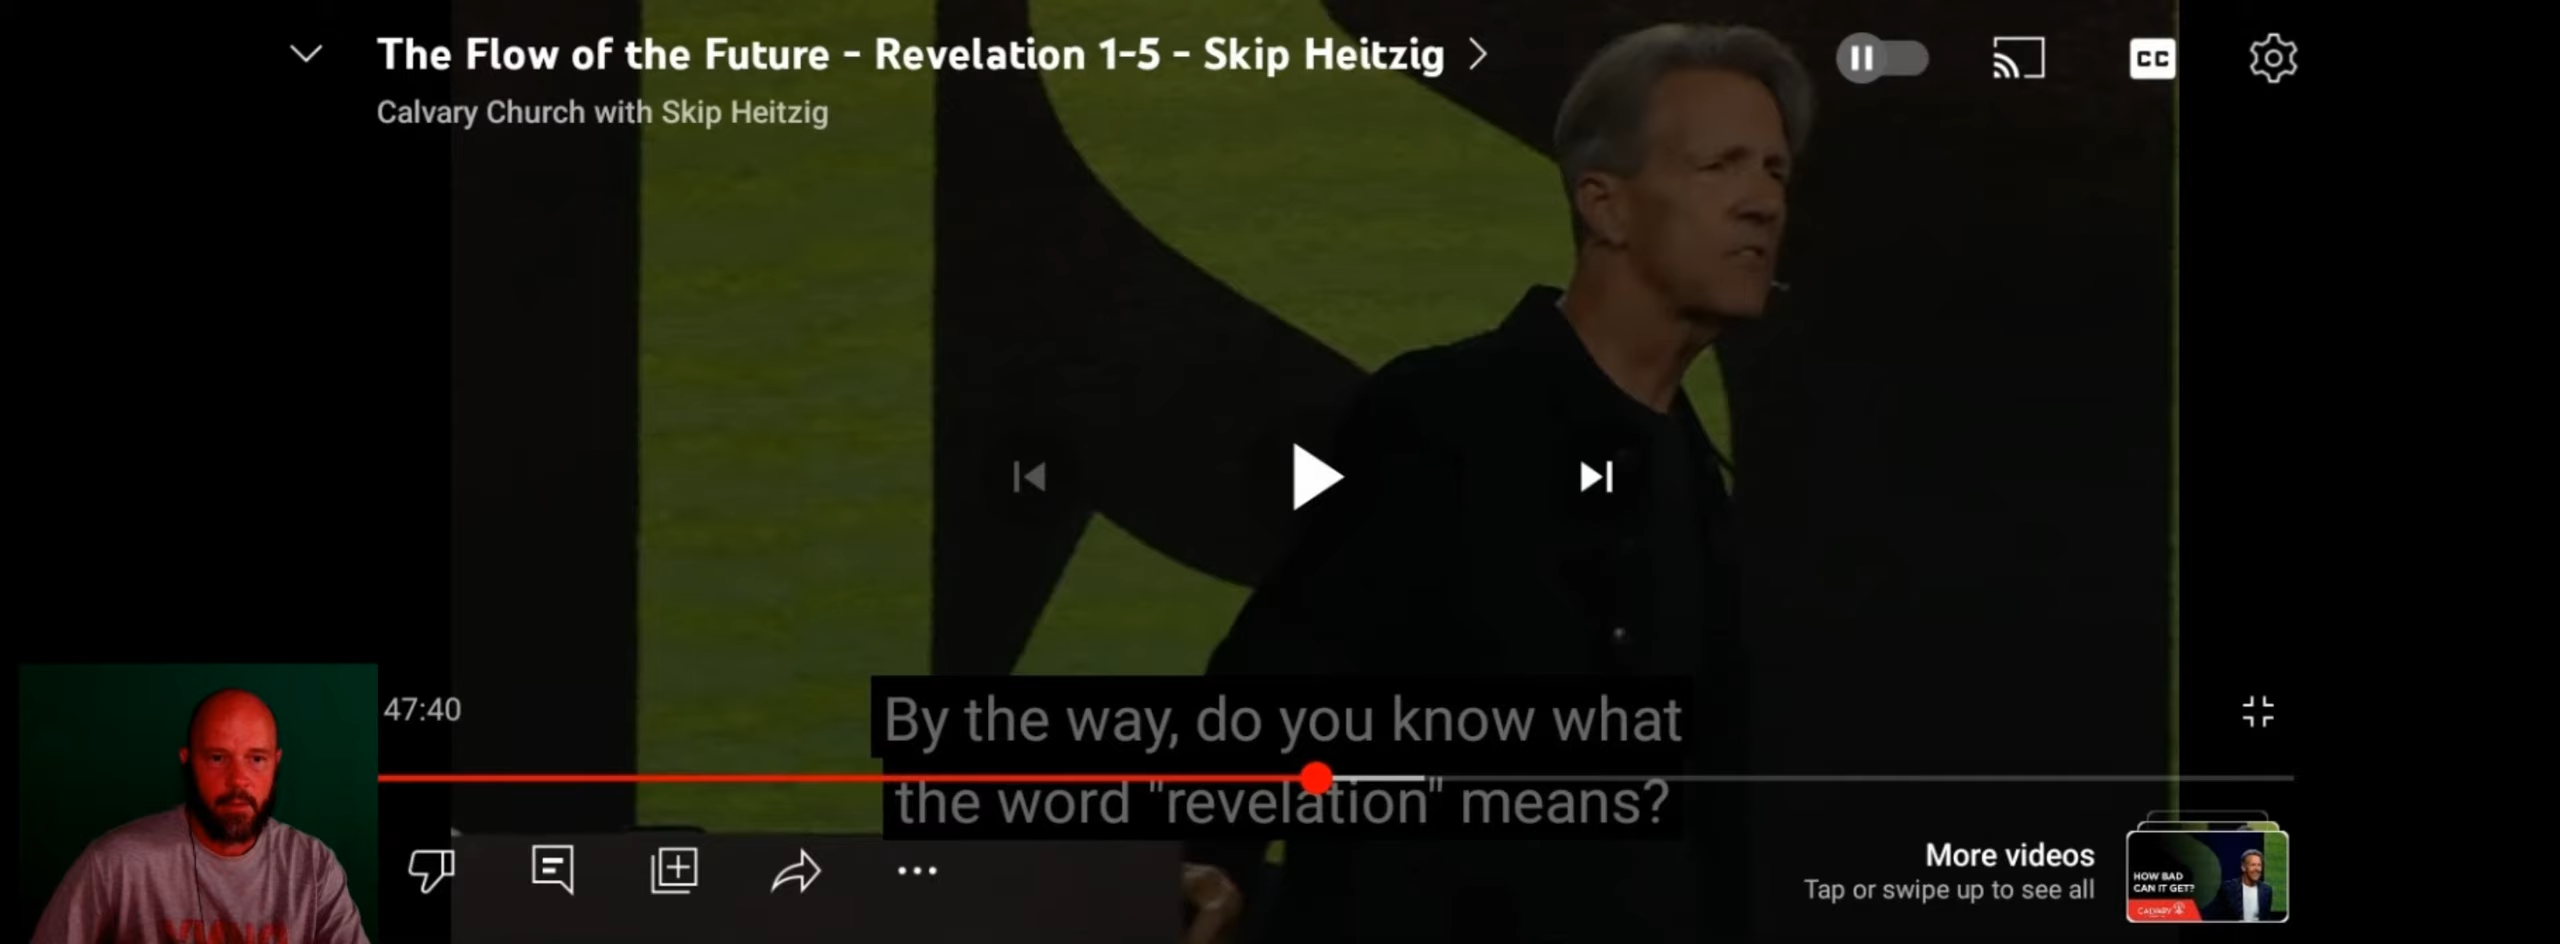 The Flow of the Future - Revelation 1-5 - Skip Heitzig
CC
Calvary Church with Skip Heitzig
47:40
By the way, do you know what
the word "revelation" means?
More videos
Tap or swipe up to see all
HOW BAD
CAN IT GET?
CALVARY